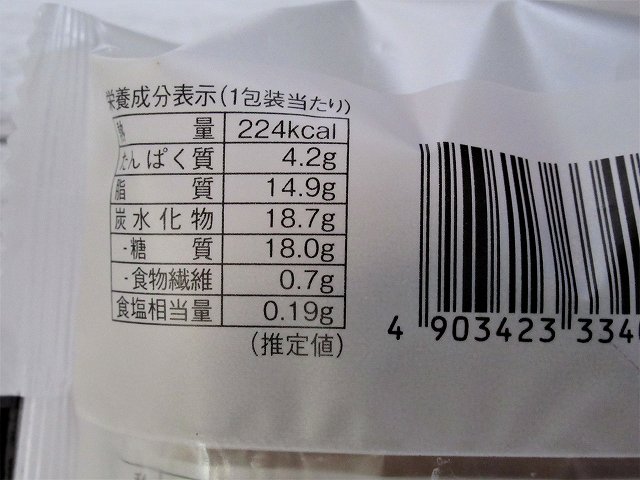 栄養成分表示(1包装当たり)
熱量 224kcal
たんぱく質 4.2g
脂質 14.9g
炭水化物 18.7g
-糖質 18.0g
-食物繊維 0.7g
食塩相当量 0.19g
(推定値)
4 903423 334